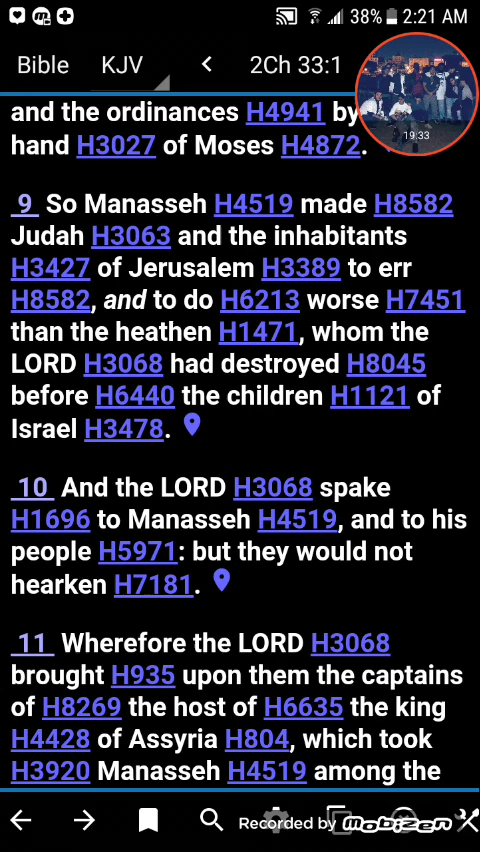 38% 2:21 AM
Bible KJV 2Ch 33:1
19:33
and the ordinances H4941 by
hand H3027 of Moses H4872.
9 So Manasseh H4519 made H8582
Judah H3063 and the inhabitants
H3427 of Jerusalem H3389 to err
H8582, and to do H6213 worse H7451
than the heathen H1471, whom the
LORD H3068 had destroyed H8045
before H6440 the children H1121 of
Israel H3478.
10 And the LORD H3068 spake
H1696 to Manasseh H4519, and to his
people H5971: but they would not
hearken H7181.
11 Wherefore the LORD H3068
brought H935 upon them the captains
of H8269 the host of H6635 the king
H4428 of Assyria H804, which took
H3920 Manasseh H4519 among the
Recorded by mobizen